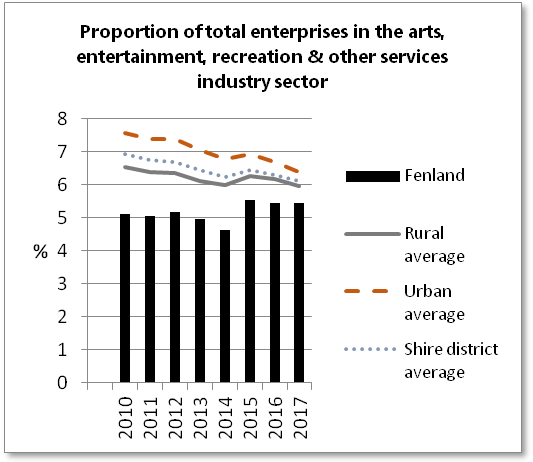 Proportion of total enterprises in the arts,
entertainment, recreation & other services
industry sector
8
7
6
5
4
3
2
1
0
%
2010
2011
2012
2013
2014
2015
2016
2017
Fenland
Rural
average
Urban
average
Shire district
average